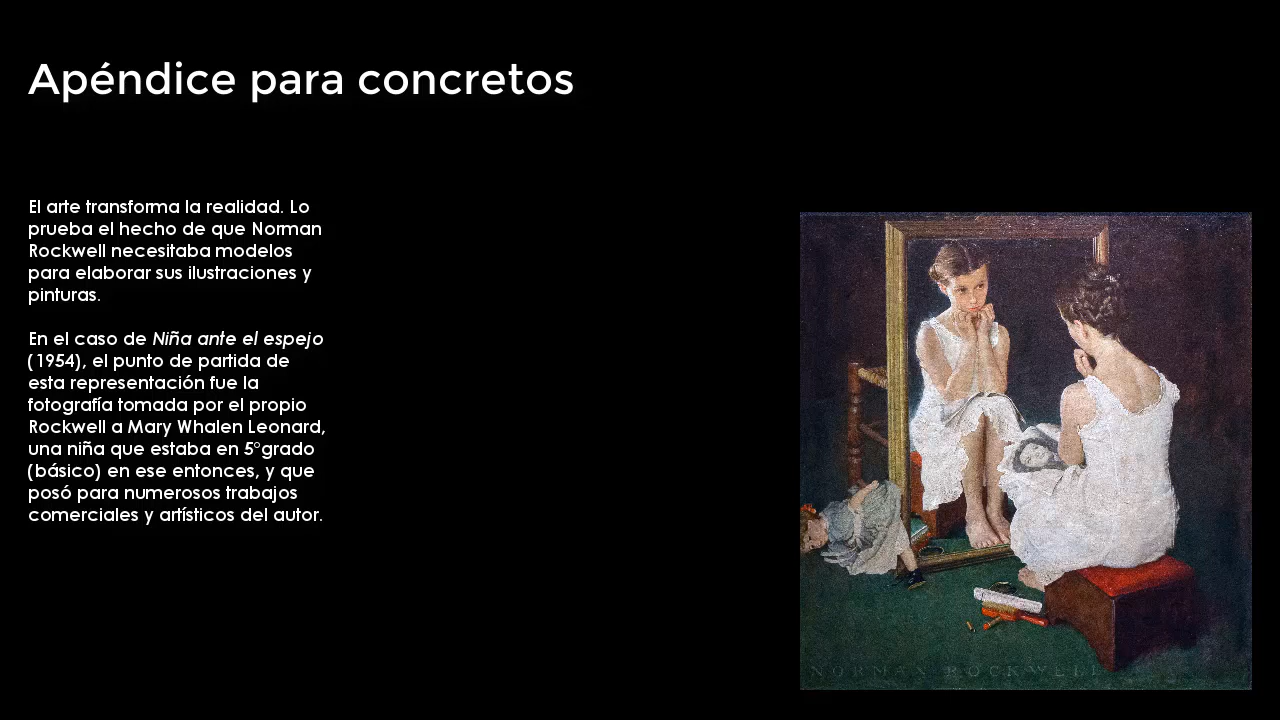 Apéndice para concretos
El arte transforma la realidad. Lo
prueba el hecho de que Norman
Rockwell necesitaba modelos
para elaborar sus ilustraciones y
pinturas.
En el caso de Niña ante el espejo
(1954), el punto de partida de
esta representación fue la
fotografía tomada por el propio
Rockwell a Mary Whalen Leonard,
una niña que estaba en 5°grado
(básico) en ese entonces, y que
posó para numerosos trabajos
comerciales y artísticos del autor.
NORMAN ROCKWELL